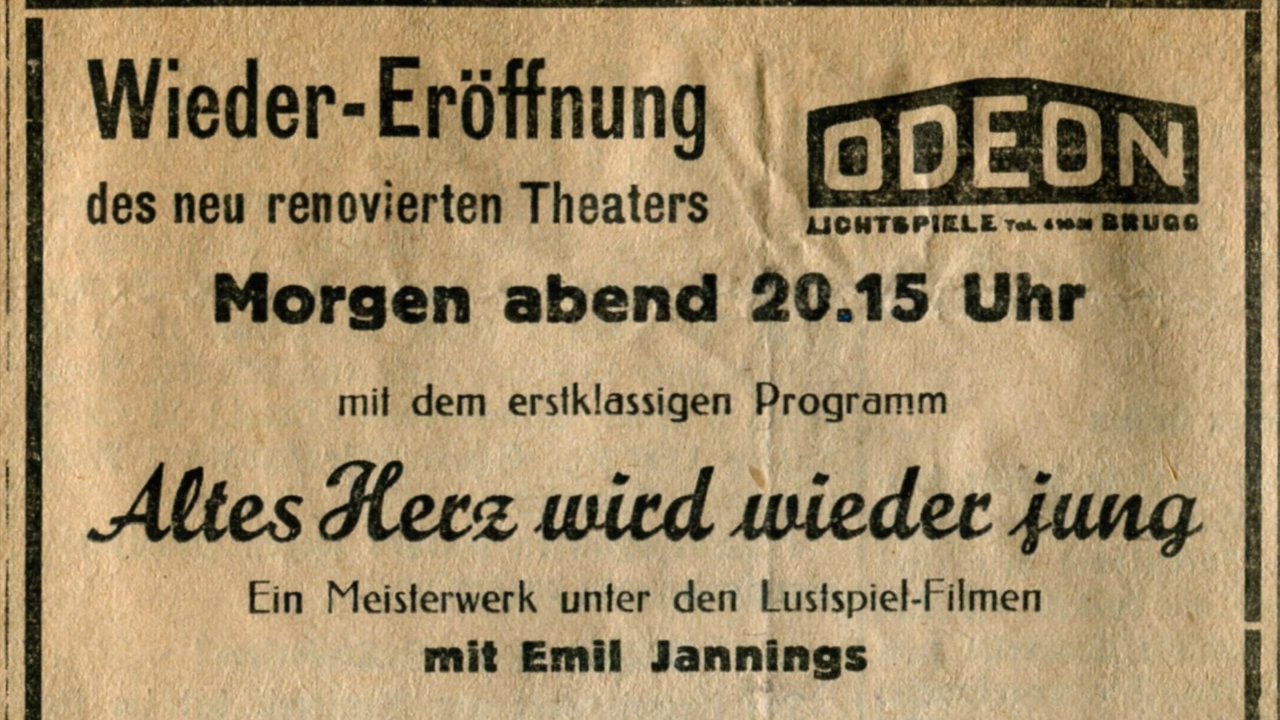 Wieder-Eröffnung
des neu renovierten Theaters
ODEON
LICHTSPIELE Tel. BRUGG
Morgen abend 20.15 Uhr
mit dem erstklassigen Programm
Altes Herz wird wieder jung
Ein Meisterwerk unter den Lustspiel-Filmen
mit Emil Jannings